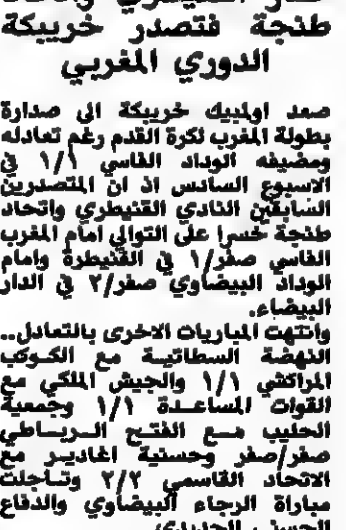 القنيطري واتحاد
طنجة فتصدر خريبكة
الدوري المغربي
صعد اولمبيك خريبكة الى صدارة
بطولة المغرب لكرة القدم رغم تعادله
ومضيفه الوداد الفاسي ١/١ في
الاسبوع السادس اذ ان المتصدرين
السابقين النادي القنيطري واتحاد
طنجة خسرا على التوالي امام المغرب
الفاسي صفر/١ في القنيطرة وامام
الوداد البيضاوي صفر/٢ في الدار
البيضاء.
وانتهت المباريات الاخرى بالتعادل..
النهضة السطاتية مع الكوكب
المراكشي ١/١ والجيش الملكي مع
القوات المساعدة ١/١ وجمعية
الحليب مع الفتح الرباطي
صفر/صفر وحسنية اغادير مع
الاتحاد القاسمي ٢/٢ وتاجلت
مباراة الرجاء البيضاوي والدفاع
الحسني الجديدي